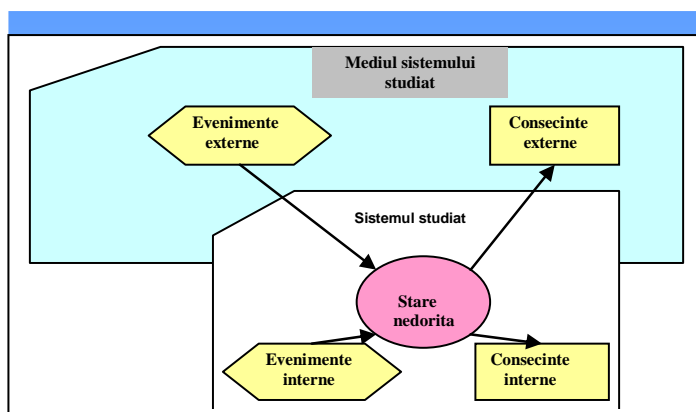 Mediul sistemului
studiat
Evenimente
externe
Consecinte
externe
Sistemul studiat
Stare
nedorita
Evenimente
interne
Consecinte
interne